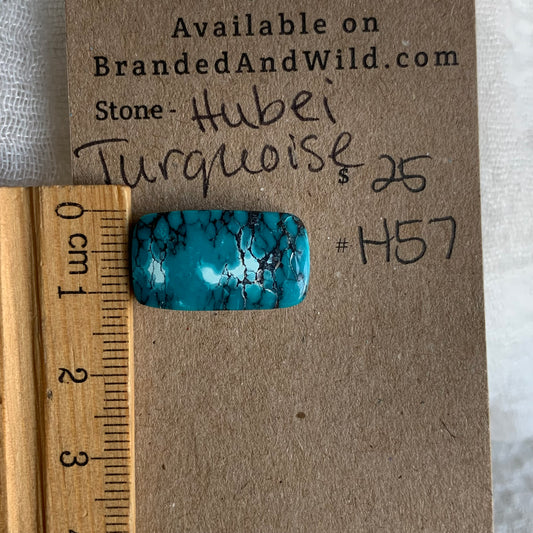 Available on
BrandedAndWild.com
Stone - Hubei
Turquoise
$ 25
# H57
0
cm
1
2
3